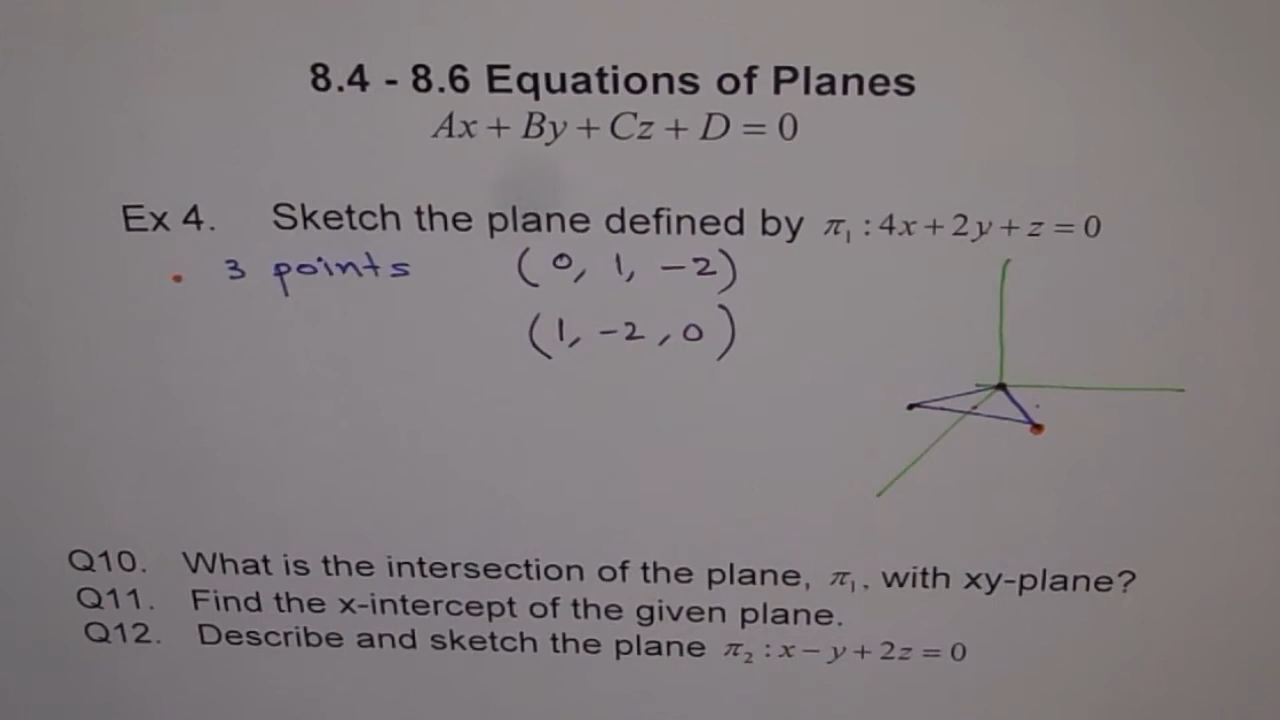 8.4 - 8.6 Equations of Planes
Ax + By + Cz + D = 0
Ex 4. Sketch the plane defined by π₁ : 4x + 2y + z = 0
. 3 points (0, 1, -2)
(1, -2, 0)
Q10. What is the intersection of the plane, π₁, with xy-plane?
Q11. Find the x-intercept of the given plane.
Q12. Describe and sketch the plane π₂ : x - y + 2z = 0